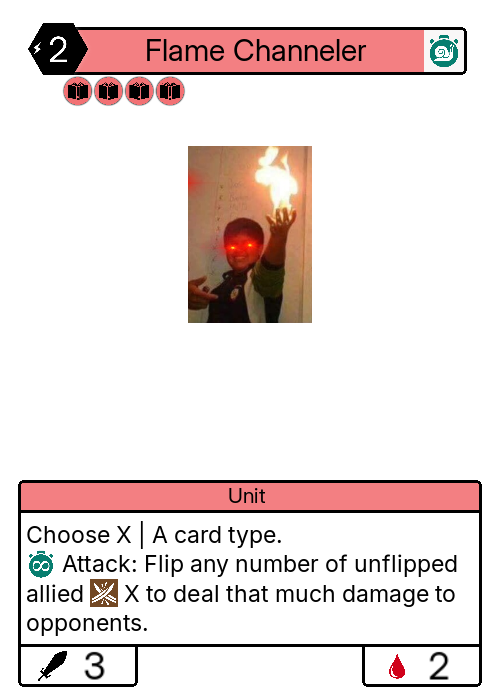 2 Flame Channeler
Unit
Choose X | A card type.
Attack: Flip any number of unflipped
allied X to deal that much damage to
opponents.
3 2